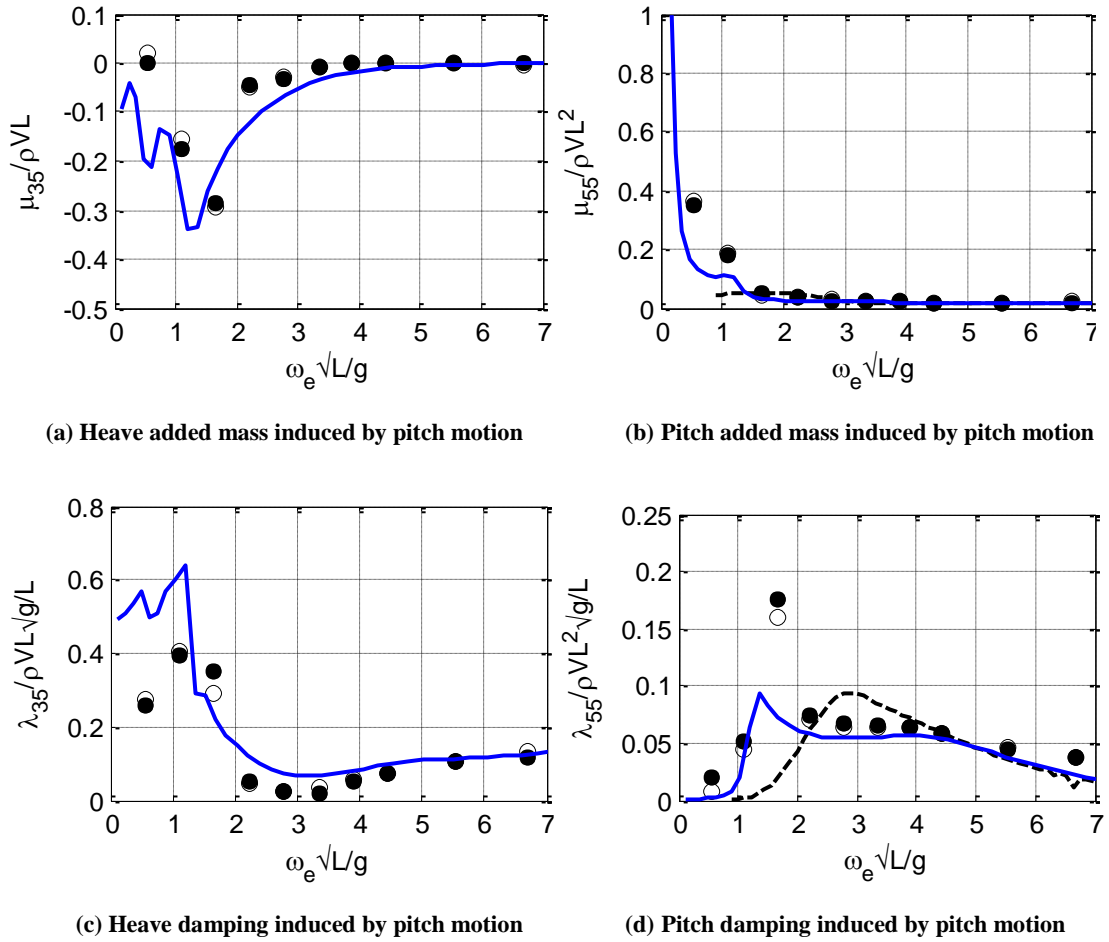 0.1
0
-0.1
-0.2
-0.3
-0.4
-0.5
μ35/ρVL
0 1 2 3 4 5 6 7
ωe√L/g
(a) Heave added mass induced by pitch motion
1
0.8
0.6
0.4
0.2
0
μ55/ρVL2
0 1 2 3 4 5 6 7
ωe√L/g
(b) Pitch added mass induced by pitch motion
0.8
0.6
0.4
0.2
0
λ35/ρVL√g/L
0 1 2 3 4 5 6 7
ωe√L/g
(c) Heave damping induced by pitch motion
0.25
0.2
0.15
0.1
0.05
0
λ55/ρVL2√g/L
0 1 2 3 4 5 6 7
ωe√L/g
(d) Pitch damping induced by pitch motion